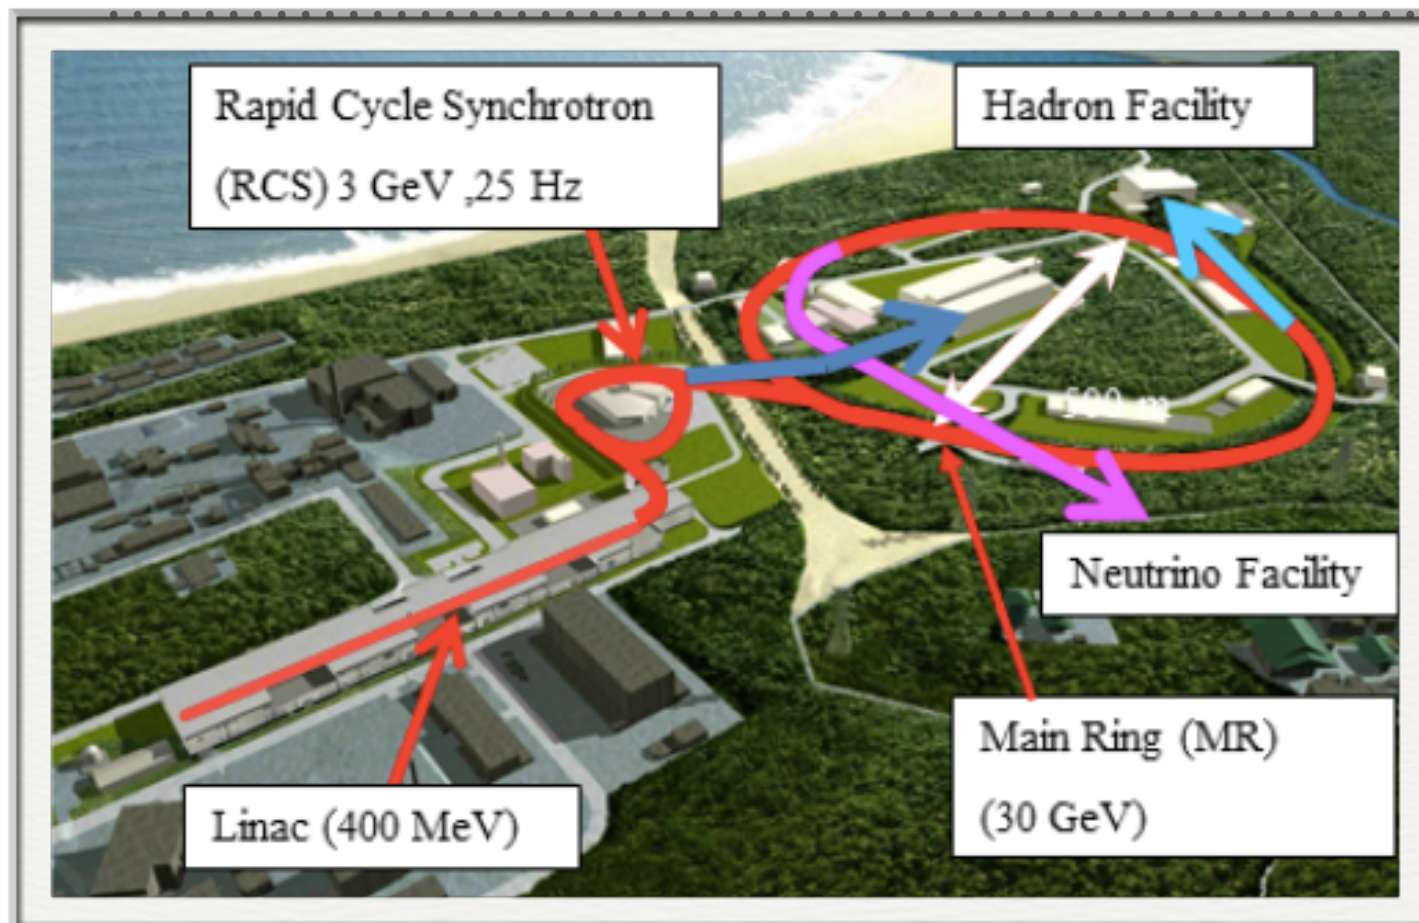 Rapid Cycle Synchrotron
(RCS) 3 GeV ,25 Hz
Hadron Facility
500 m
Neutrino Facility
Main Ring (MR)
(30 GeV)
Linac (400 MeV)